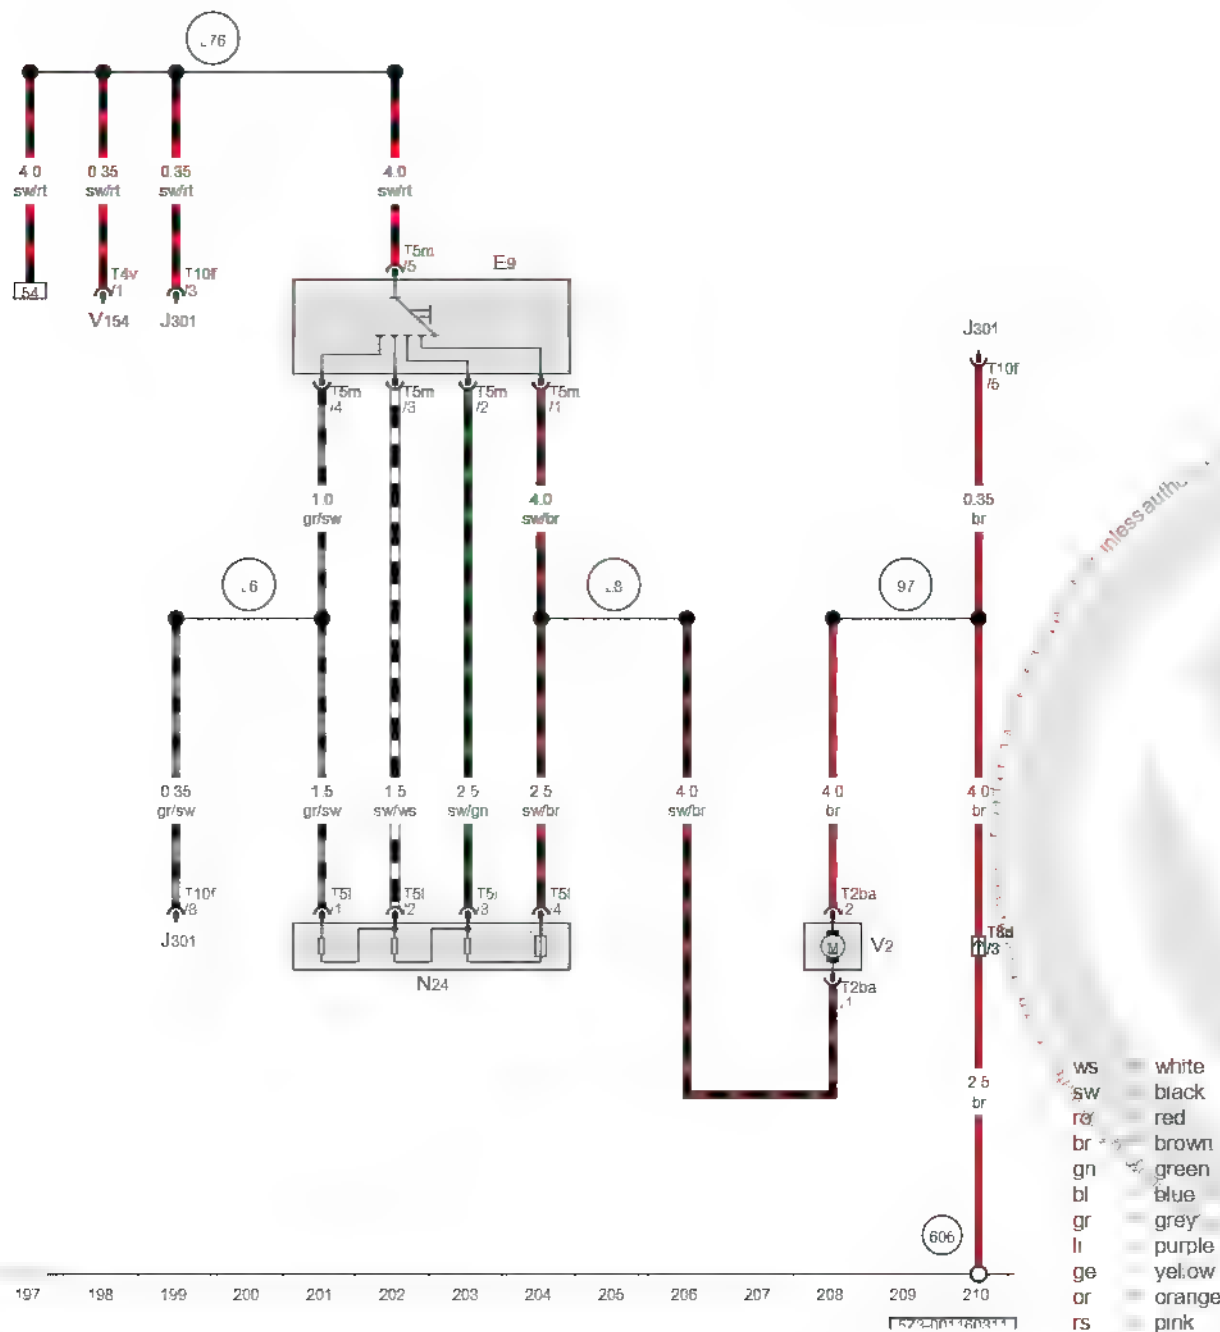 4.0 0.35 0.35 4.0
sw/rt sw/rt sw/rt sw/rt
T5m
/5
E9
54
T4v
/1
V154
T10f
/3
J301
J301
T10f
/5
T5m
/4
T5m
/3
T5m
/2
T5m
/1
1.0
gr/sw
4.0
sw/br
0.35
br
97
0.35 1.5 1.5 2.5 2.5 4.0 4.0 4.0
gr/sw gr/sw sw/ws sw/gn sw/br sw/br br br
T10f
/8
J301
T5l
/1
T5l
/2
T5l
/3
T5l
/4
N24
T2ba
/2
M
V2
T2ba
/1
/3
unless autho
2.5
br
606
ws = white
sw = black
ro = red
br = brown
gn = green
bl = blue
gr = grey
li = purple
ge = yellow
or = orange
rs = pink
197 198 199 200 201 202 203 204 205 206 207 208 209 210